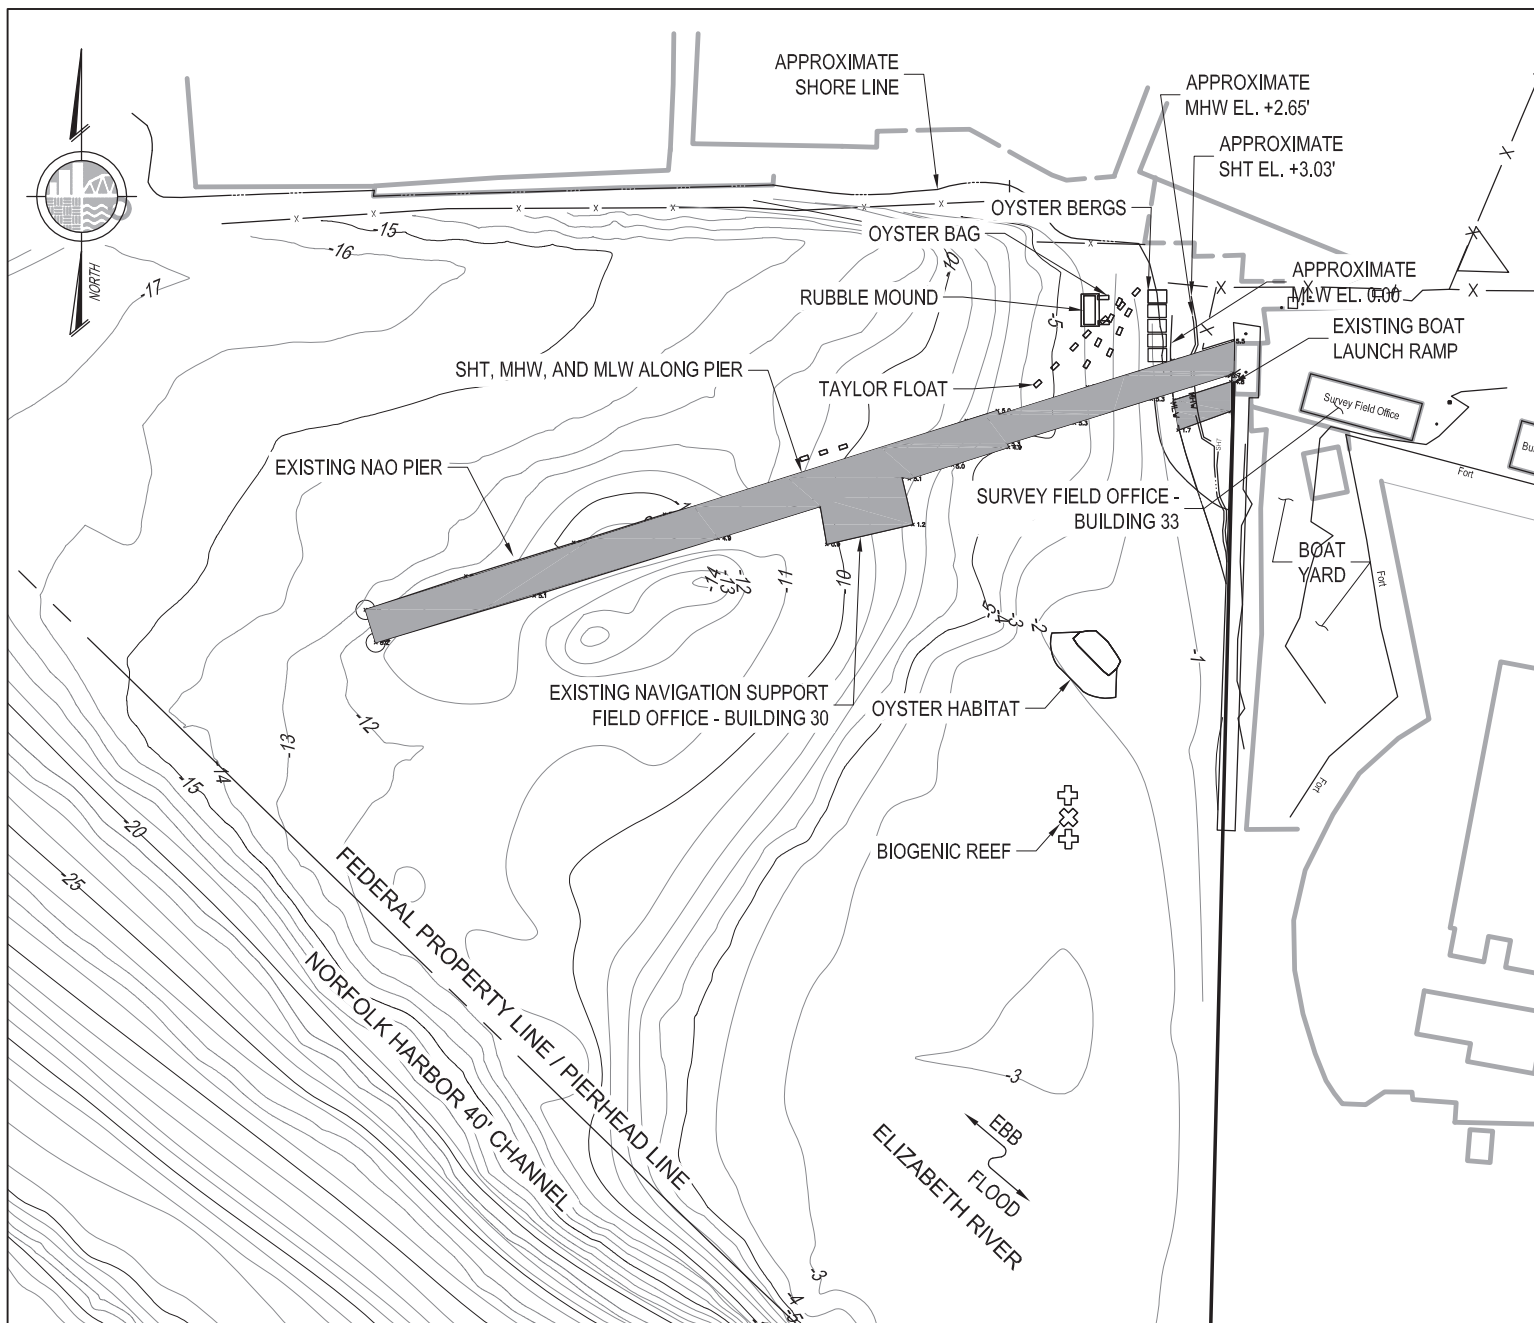 APPROXIMATE
SHORE LINE
APPROXIMATE
MHW EL. +2.65'
APPROXIMATE
SHT EL. +3.03'
OYSTER BERGS
OYSTER BAG
RUBBLE MOUND
APPROXIMATE
MLW EL. 0.00'
EXISTING BOAT
LAUNCH RAMP
NORTH
-15
-16
-17
-10
-5
SHT, MHW, AND MLW ALONG PIER
TAYLOR FLOAT
Survey Field Office
EXISTING NAO PIER
SURVEY FIELD OFFICE -
BUILDING 33
Fort
BOAT
YARD
Fort
Fort
-14
-13
-12
-11
-10
-5
-4
-3
-2
-1
EXISTING NAVIGATION SUPPORT
FIELD OFFICE - BUILDING 30
OYSTER HABITAT
-12
-13
-14
-15
-20
-25
BIOGENIC REEF
FEDERAL PROPERTY LINE / PIERHEAD LINE
NORFOLK HARBOR 40' CHANNEL
-3
EBB
FLOOD
ELIZABETH RIVER
-3
-4
-5